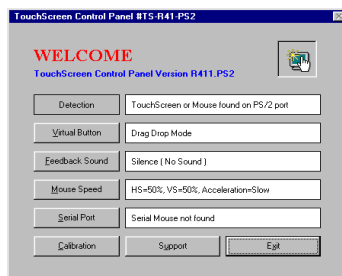 TouchScreen Control Panel #TS-R41-PS2
WELCOME
TouchScreen Control Panel Version R411.PS2
Detection TouchScreen or Mouse found on PS/2 port
Virtual Button Drag Drop Mode
Feedback Sound Silence ( No Sound )
Mouse Speed HS=50%, VS=50%, Acceleration=Slow
Serial Port Serial Mouse not found
Calibration Support Exit